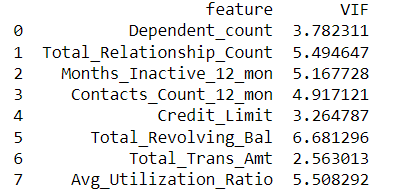 feature VIF
0 Dependent_count 3.782311
1 Total_Relationship_Count 5.494647
2 Months_Inactive_12_mon 5.167728
3 Contacts_Count_12_mon 4.917121
4 Credit_Limit 3.264787
5 Total_Revolving_Bal 6.681296
6 Total_Trans_Amt 2.563013
7 Avg_Utilization_Ratio 5.508292